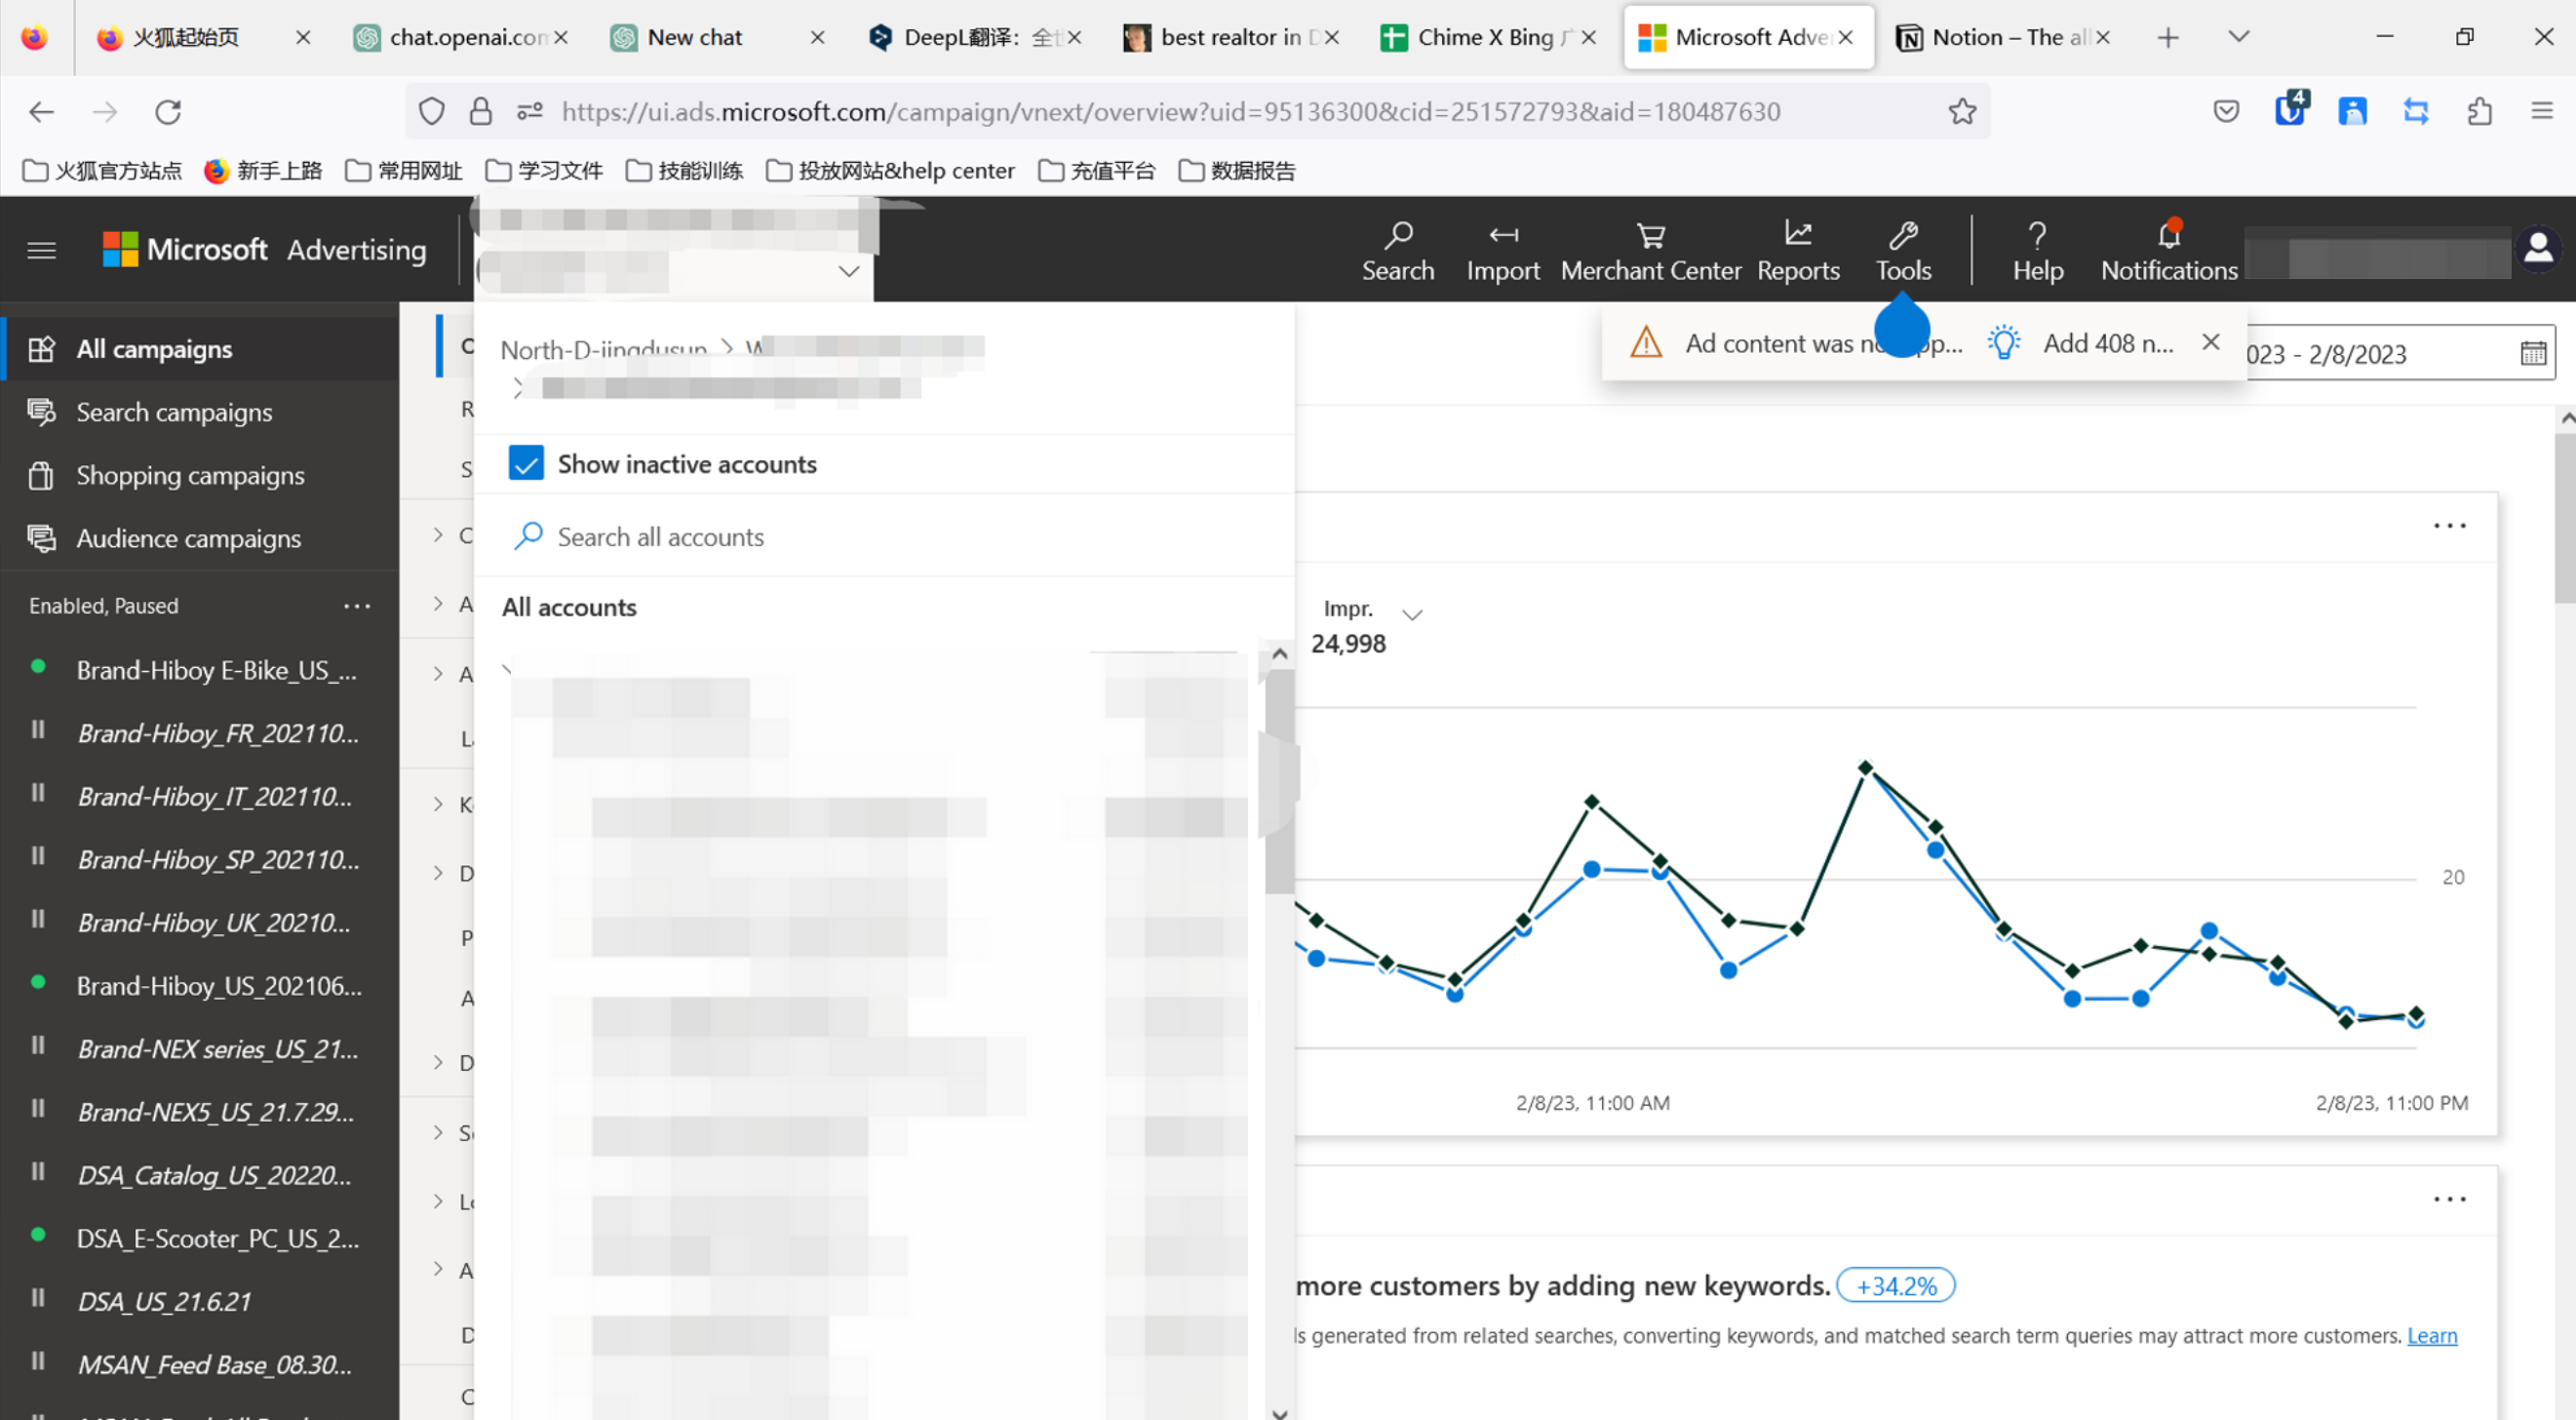 火狐起始页
chat.openai.com
New chat
DeepL翻译：全
best realtor in D
Chime X Bing 广
Microsoft Adve
Notion – The all
https://ui.ads.microsoft.com/campaign/vnext/overview?uid=95136300&cid=251572793&aid=180487630
4
火狐官方站点
新手上路
常用网址
学习文件
技能训练
投放网站&help center
充值平台
数据报告
Microsoft Advertising
Search
Import
Merchant Center
Reports
Tools
Help
Notifications
All campaigns
Search campaigns
Shopping campaigns
Audience campaigns
Enabled, Paused
Brand-Hiboy E-Bike_US_...
Brand-Hiboy_FR_202110...
Brand-Hiboy_IT_202110...
Brand-Hiboy_SP_202110...
Brand-Hiboy_UK_20210...
Brand-Hiboy_US_202106...
Brand-NEX series_US_21...
Brand-NEX5_US_21.7.29...
DSA_Catalog_US_20220...
DSA_E-Scooter_PC_US_2...
DSA_US_21.6.21
MSAN_Feed Base_08.30...
R
S
C
A
A
K
D
P
A
D
D
North-D-jingdusun > W
Show inactive accounts
Search all accounts
All accounts
Ad content was no pp...
Add 408 n...
023 - 2/8/2023
Impr.
24,998
20
2/8/23, 11:00 AM
2/8/23, 11:00 PM
more customers by adding new keywords.
+34.2%
ls generated from related searches, converting keywords, and matched search term queries may attract more customers. Learn